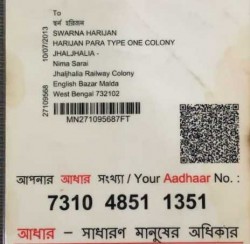 To
স্বর্ন হরিজন
SWARNA HARIJAN
HARIJAN PARA TYPE ONE COLONY
JHALJHALIA -
Nima Sarai
Jhaljhalia Railway Colony
English Bazar Malda
West Bengal 732102
10/07/2013
27109568
MN271095687FT
আপনার আধার সংখ্যা / Your Aadhaar No. :
7310 4851 1351
আধার – সাধারণ মানুষের অধিকার